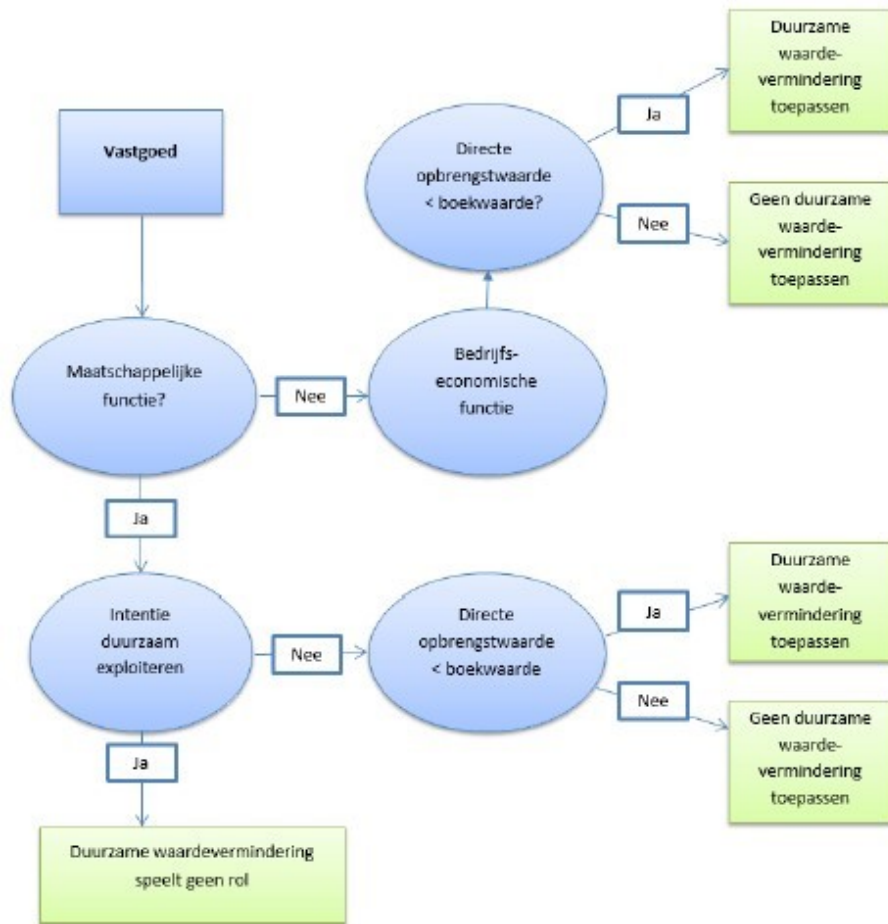 Vastgoed
Maatschappelijke
functie?
Nee
Bedrijfs-
economische
functie
Directe
opbrengstwaarde
< boekwaarde?
Ja
Duurzame
waarde-
vermindering
toepassen
Nee
Geen duurzame
waarde-
vermindering
toepassen
Ja
Intentie
duurzaam
exploiteren
Nee
Directe
opbrengstwaarde
< boekwaarde
Ja
Duurzame
waarde-
vermindering
toepassen
Nee
Geen duurzame
waarde-
vermindering
toepassen
Ja
Duurzame waardevermindering
speelt geen rol